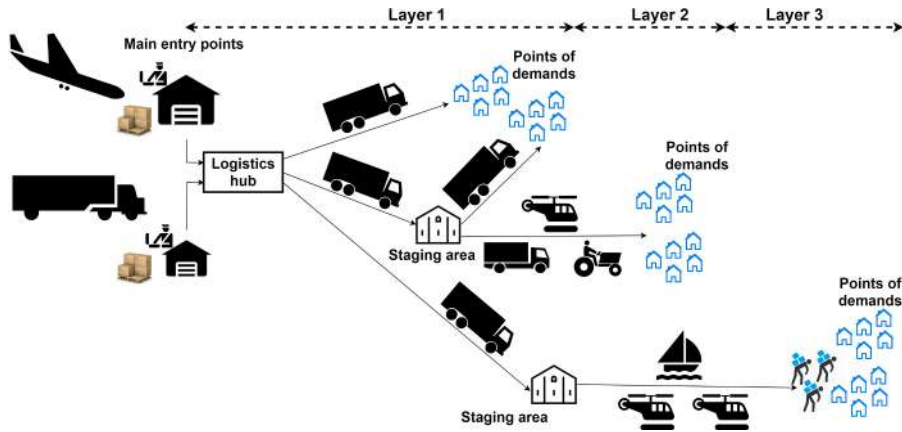 Layer 1
Layer 2
Layer 3
Main entry points
Points of
demands
Logistics
hub
Points of
demands
Staging area
Points of
demands
Staging area